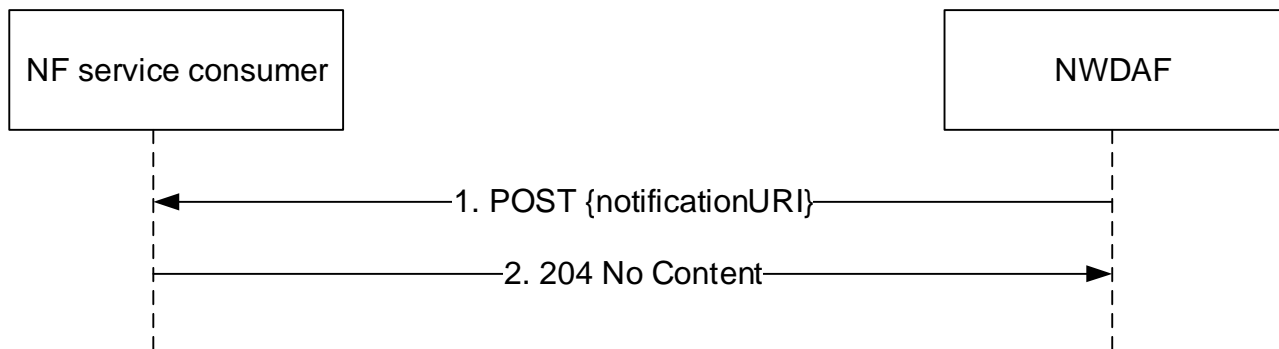 NF service consumer
NWDAF
1. POST {notificationURI}
2. 204 No Content